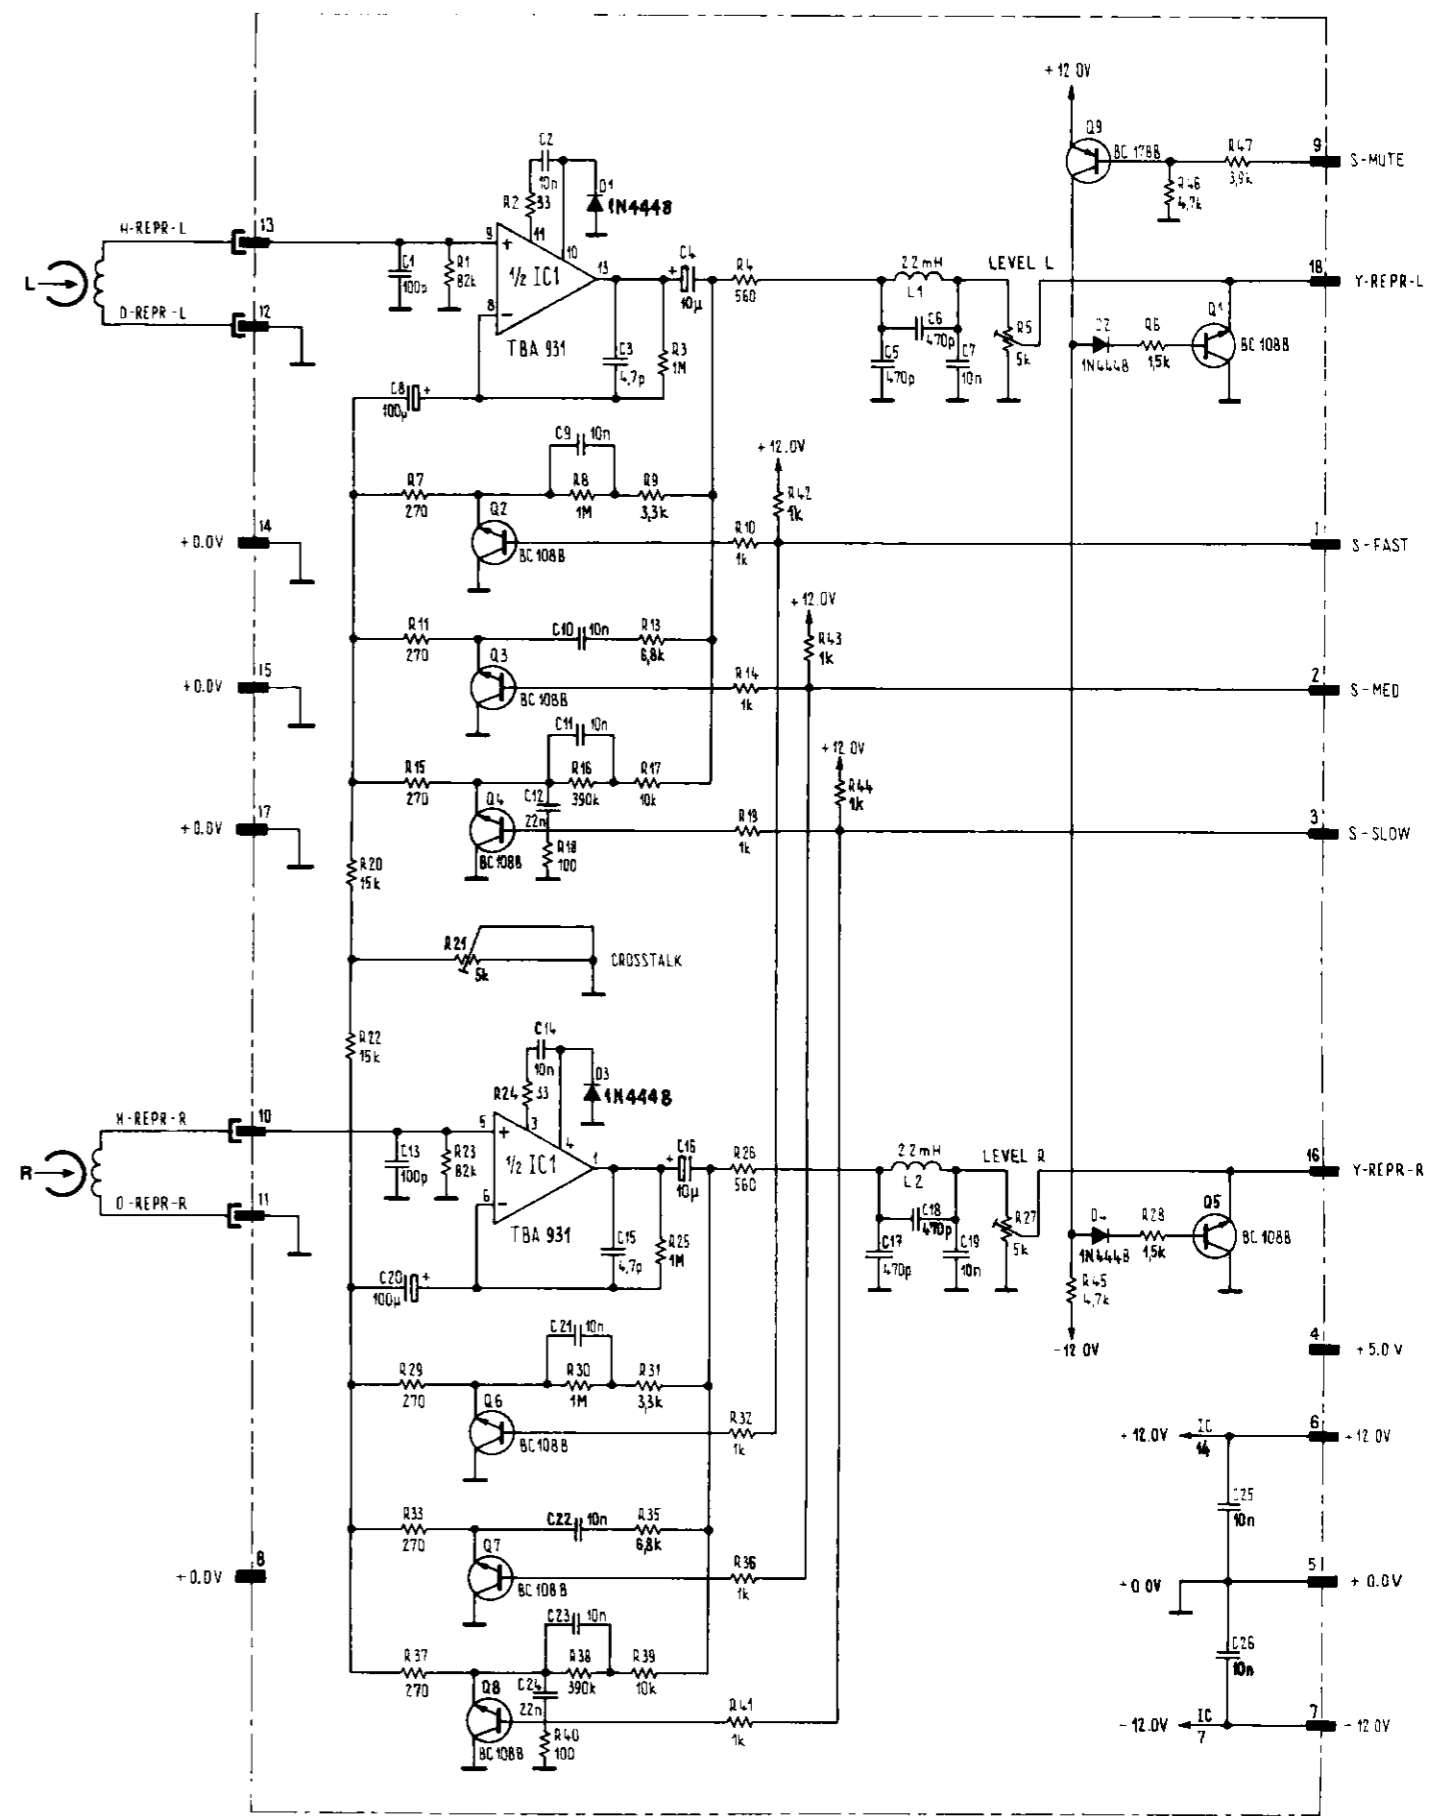 +12.0V
Q9
BC 178B
R47
3,9k
9
S-MUTE
R46
4,7k
C2
10n
R2
33
D1
1N4448
H-REPR-L
13
11
10
9
+
½ IC1
13
8
−
TBA 931
C1
100p
R1
82k
L
0-REPR-L
12
C4
+
10µ
R4
560
22mH
L1
LEVEL L
R5
5k
18
Y-REPR-L
C6
470p
C5
470p
C7
10n
D2
1N4448
R6
1,5k
Q1
BC 108B
C3
4,7p
R3
1M
C8
+
100µ
C9
10n
R7
270
R8
1M
R9
3,3k
+12.0V
R42
1k
14
+0.0V
Q2
BC 108B
R10
1k
1
S-FAST
+12.0V
R43
1k
R11
270
C10
10n
R13
6,8k
15
+0.0V
Q3
BC 108B
R14
1k
2
S-MED
C11
10n
+12.0V
R44
1k
R15
270
R16
390k
R17
10k
C12
22n
17
+0.0V
Q4
BC 108B
R18
100
R19
1k
3
S-SLOW
R20
15k
R21
5k
CROSSTALK
R22
15k
C14
10n
R24
33
D3
1N4448
H-REPR-R
10
3
4
5
+
½ IC1
1
6
−
TBA 931
C13
100p
R23
82k
R
0-REPR-R
11
C16
+
10µ
R26
560
22mH
L2
LEVEL R
R27
5k
16
Y-REPR-R
C18
470p
C17
470p
C19
10n
D4
1N4448
R28
1,5k
Q5
BC 108B
C15
4,7p
R25
1M
C20
+
100µ
R45
4,7k
-12.0V
4
+5.0V
C21
10n
R29
270
R30
1M
R31
3,3k
Q6
BC 108B
R32
1k
+12.0V
IC
14
6
+12.0V
C25
10n
R33
270
C22
10n
R35
6,8k
8
+0.0V
Q7
BC 108B
R36
1k
+0.0V
5
+0.0V
C23
10n
C26
10n
R37
270
R38
390k
R39
10k
C24
22n
Q8
BC 108B
R40
100
R41
1k
-12.0V
IC
7
7
-12.0V